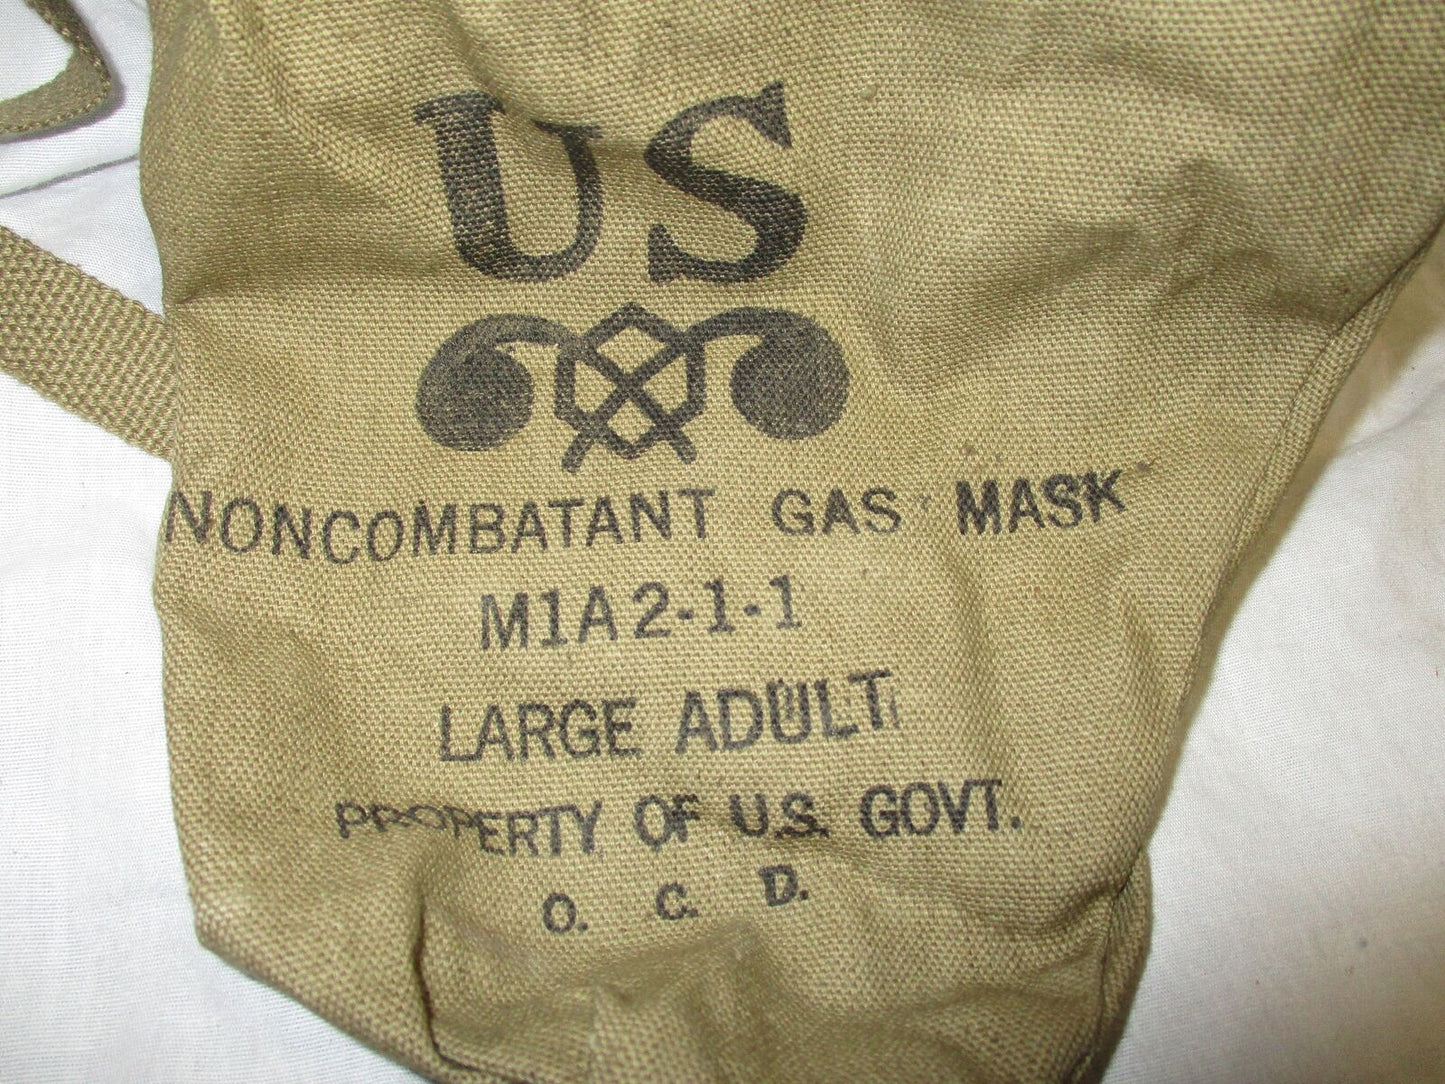 US
NONCOMBATANT GAS MASK
M1A2-1-1
LARGE ADULT
PROPERTY OF U.S. GOVT.
O. C. D.